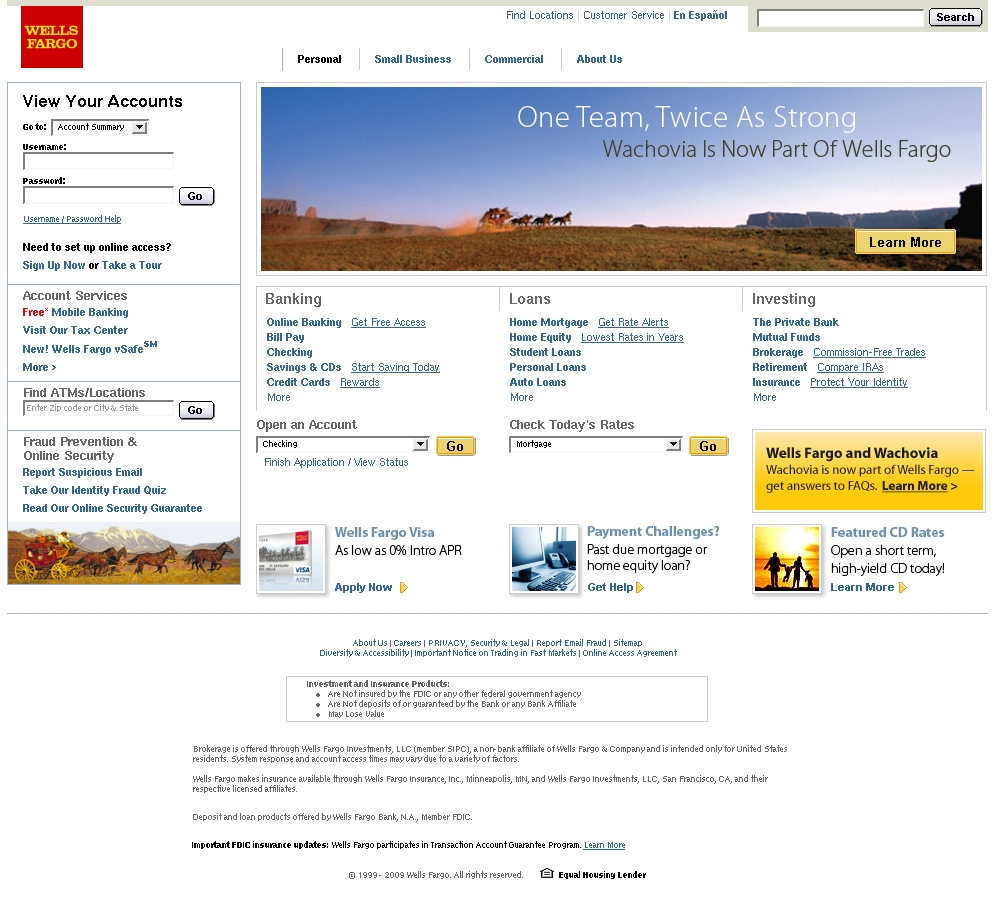 WELLS
FARGO
Find Locations | Customer Service | En Español
Search
Personal
Small Business
Commercial
About Us
View Your Accounts
Go to: Account Summary
Username:
Password:
Go
Username / Password Help
Need to set up online access?
Sign Up Now or Take a Tour
Account Services
Free* Mobile Banking
Visit Our Tax Center
New! Wells Fargo vSafe SM
More >
Find ATMs/Locations
Enter Zip code or City & State
Go
Fraud Prevention &
Online Security
Report Suspicious Email
Take Our Identity Fraud Quiz
Read Our Online Security Guarantee
One Team, Twice As Strong
Wachovia Is Now Part Of Wells Fargo
Learn More
Banking
Online Banking Get Free Access
Bill Pay
Checking
Savings & CDs Start Saving Today
Credit Cards Rewards
More
Loans
Home Mortgage Get Rate Alerts
Home Equity Lowest Rates in Years
Student Loans
Personal Loans
Auto Loans
More
Investing
The Private Bank
Mutual Funds
Brokerage Commission-Free Trades
Retirement Compare IRAs
Insurance Protect Your Identity
More
Open an Account
Checking
Go
Finish Application / View Status
Check Today's Rates
Mortgage
Go
Wells Fargo and Wachovia
Wachovia is now part of Wells Fargo —
get answers to FAQs. Learn More >
VISA
Wells Fargo Visa
As low as 0% Intro APR
Apply Now
Payment Challenges?
Past due mortgage or
home equity loan?
Get Help
Featured CD Rates
Open a short term,
high-yield CD today!
Learn More
About Us | Careers | PRIVACY, Security & Legal | Report Email Fraud | Sitemap
Diversity & Accessibility | Important Notice on Trading in Fast Markets | Online Access Agreement
Investment and Insurance Products:
• Are Not insured by the FDIC or any other federal government agency
• Are Not deposits of or guaranteed by the Bank or any Bank Affiliate
• May Lose Value
Brokerage is offered through Wells Fargo Investments, LLC (member SIPC), a non-bank affiliate of Wells Fargo & Company and is intended only for United States
residents. System response and account access times may vary due to a variety of factors.
Wells Fargo makes insurance available through Wells Fargo Insurance, Inc., Minneapolis, MN, and Wells Fargo Investments, LLC, San Francisco, CA, and their
respective licensed affiliates.
Deposit and loan products offered by Wells Fargo Bank, N.A., Member FDIC.
Important FDIC insurance updates: Wells Fargo participates in Transaction Account Guarantee Program. Learn More
© 1999 - 2009 Wells Fargo. All rights reserved. Equal Housing Lender